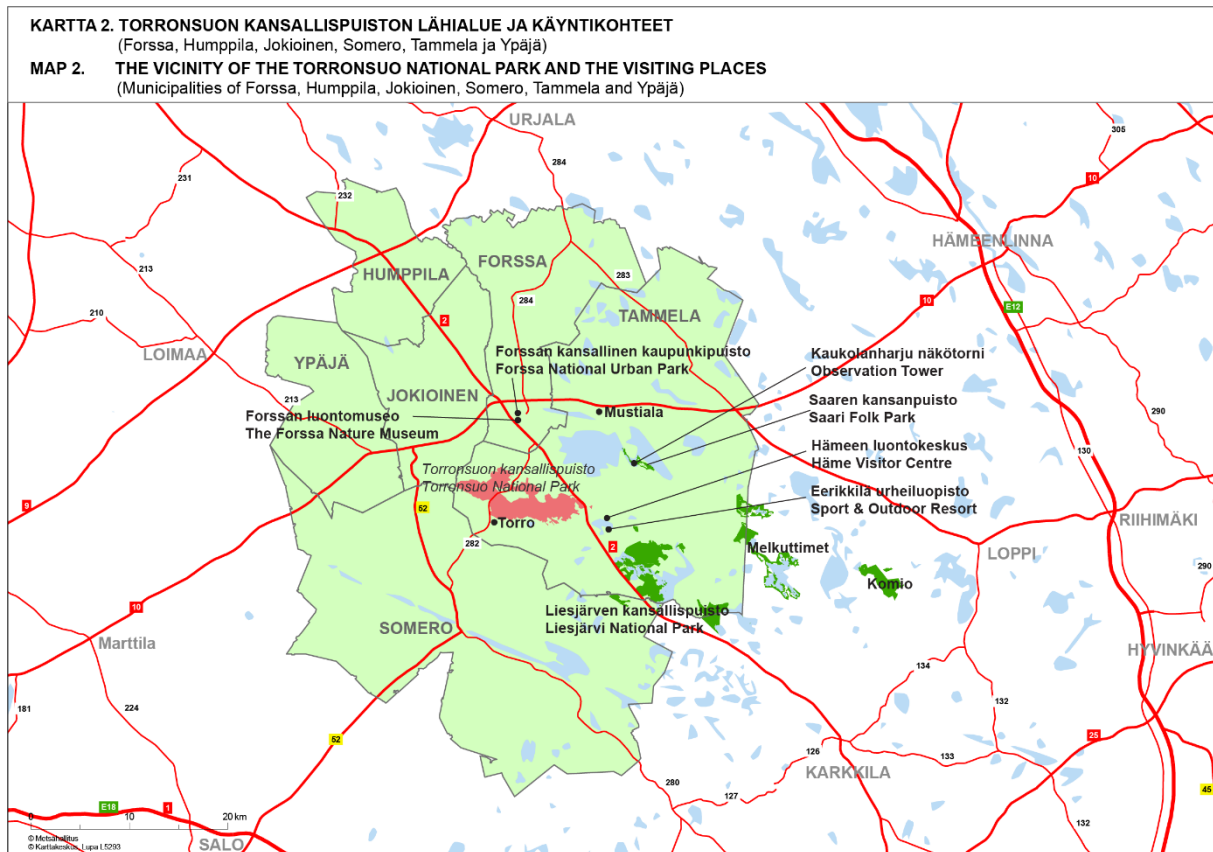 KARTTA 2. TORRONSUON KANSALLISPUISTON LÄHIALUE JA KÄYNTIKOHTEET
(Forssa, Humppila, Jokioinen, Somero, Tammela ja Ypäjä)
MAP 2. THE VICINITY OF THE TORRONSUO NATIONAL PARK AND THE VISITING PLACES
(Municipalities of Forssa, Humppila, Jokioinen, Somero, Tammela and Ypäjä)
URJALA
305
284
231
10
232
HÄMEENLINNA
213
FORSSA
HUMPPILA
283
284
10
E12
210
TAMMELA
2
LOIMAA
Forssan kansallinen kaupunkipuisto
Forssa National Urban Park
Kaukolanharju näkötorni
Observation Tower
YPÄJÄ
JOKIOINEN
213
Saaren kansanpuisto
Saari Folk Park
290
Mustiala
Forssan luontomuseo
The Forssa Nature Museum
Hämeen luontokeskus
Häme Visitor Centre
130
Torronsuon kansallispuisto
Torronsuo National Park
Eerikkilä urheiluopisto
Sport & Outdoor Resort
9
52
Torro
RIIHIMÄKI
282
2
Melkuttimet
LOPPI
290
Komio
10
Liesjärven kansallispuisto
Liesjärvi National Park
SOMERO
Marttila
HYVINKÄÄ
134
181
224
132
52
25
126
133
KARKKILA
280
127
45
E18
1
0 10 20 km
132
© Metsähallitus
© Karttakeskus, Lupa L5293
SALO